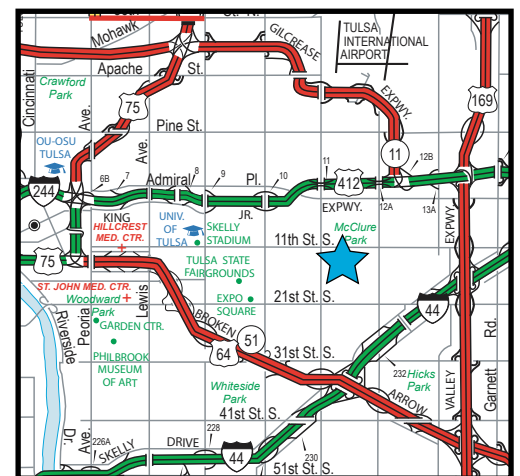 Mohawk
GILCREASE
EXPWY.
TULSA
INTERNATIONAL
AIRPORT
Apache St.
Cincinnati
Crawford
Park
75
Ave.
169
Pine St.
Ave.
OU-OSU
TULSA
11
244
6B
7
Admiral
8
9
Pl.
10
11
412
12B
EXPWY.
12A
13A
KING
JR.
HILLCREST
MED. CTR.
UNIV.
OF
TULSA
SKELLY
STADIUM
11th St. S.
McClure
Park
EXPWY.
75
TULSA STATE
FAIRGROUNDS
ST. JOHN MED. CTR.
Woodward
Park
Lewis
EXPO
SQUARE
21st St. S.
44
Riverside
Peoria
GARDEN CTR.
BROKEN
51
64
31st St. S.
Rd.
PHILBROOK
MUSEUM
OF ART
232
Hicks
Park
Whiteside
Park
ARROW
VALLEY
Garnett
41st St. S.
Dr.
Ave.
226A
SKELLY
DRIVE
228
44
230
51st St. S.